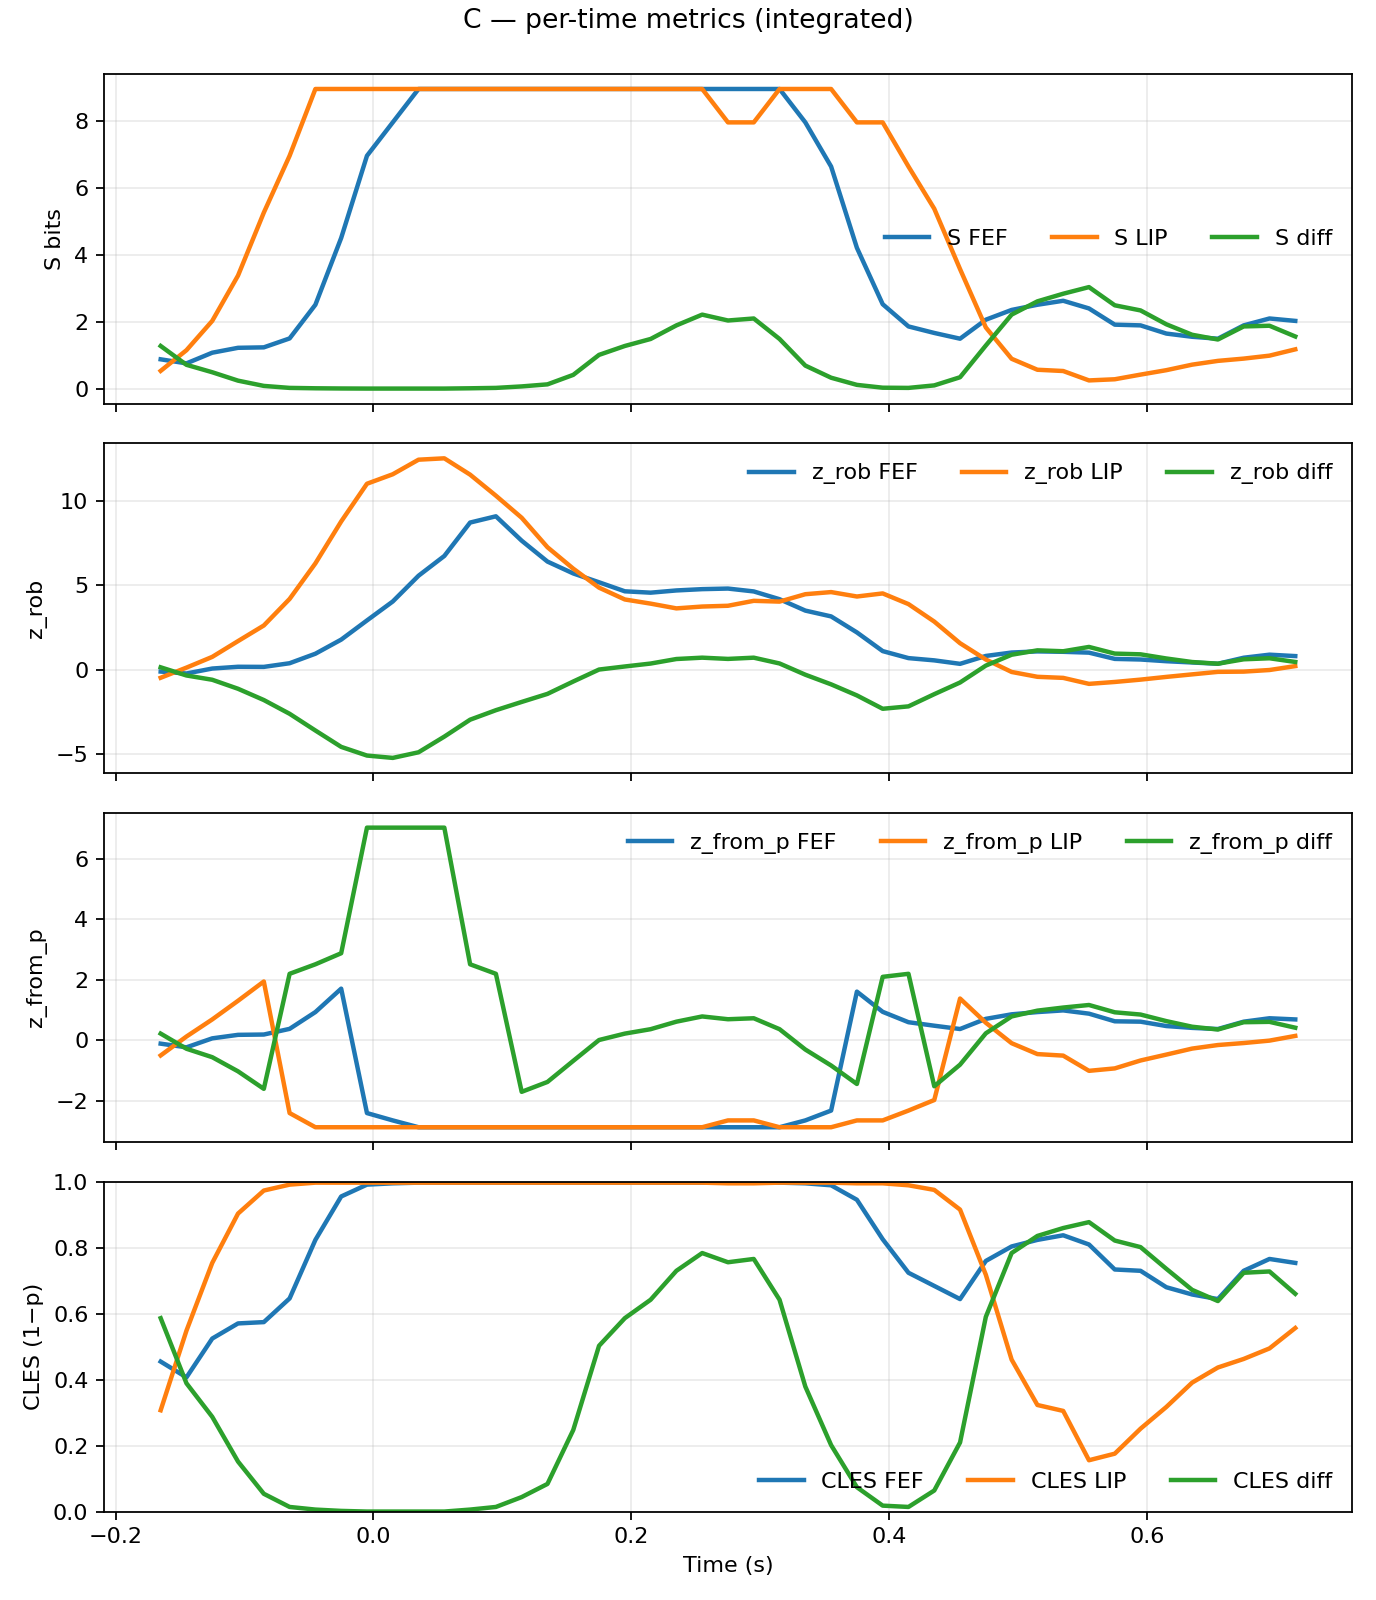 C — per-time metrics (integrated)
8
6
4
2
0
S bits
S FEF S LIP S diff
10
5
0
−5
z_rob
z_rob FEF z_rob LIP z_rob diff
6
4
2
0
−2
z_from_p
z_from_p FEF z_from_p LIP z_from_p diff
1.0
0.8
0.6
0.4
0.2
0.0
CLES (1−p)
CLES FEF CLES LIP CLES diff
−0.2 0.0 0.2 0.4 0.6
Time (s)